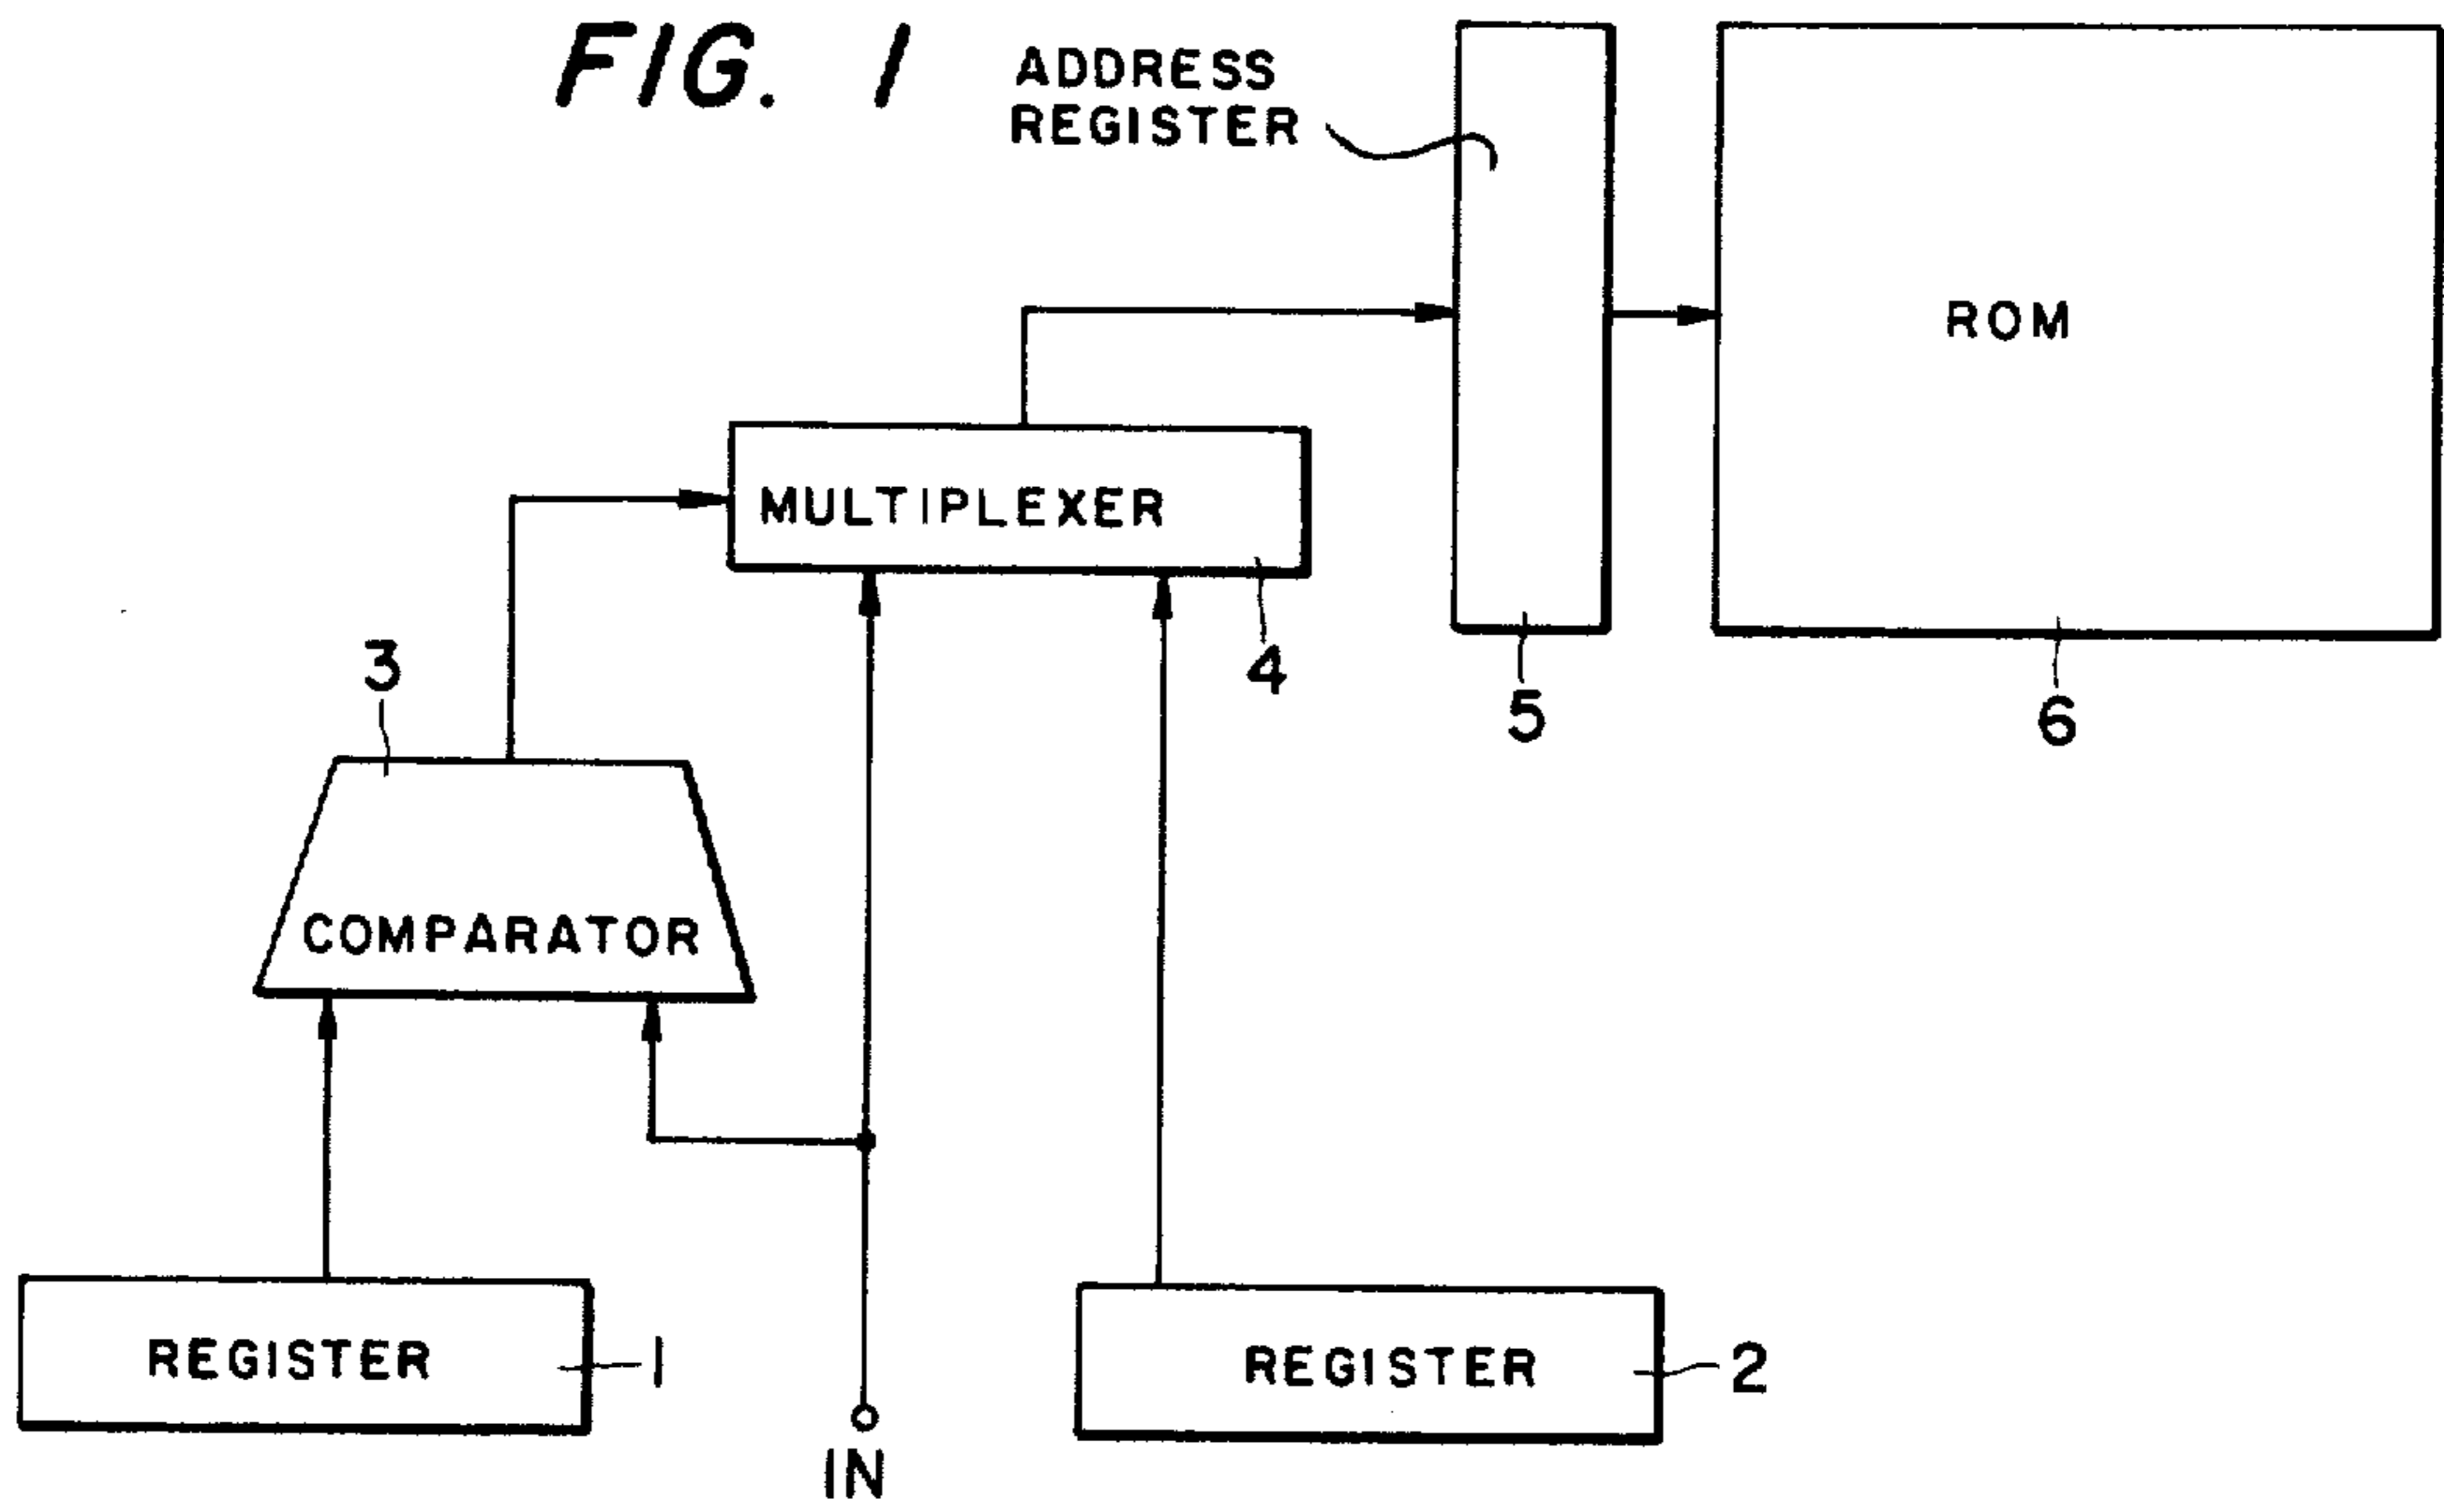 FIG. 1
ADDRESS
REGISTER
ROM
MULTIPLEXER
3
4
5
6
COMPARATOR
REGISTER
1
REGISTER
2
IN